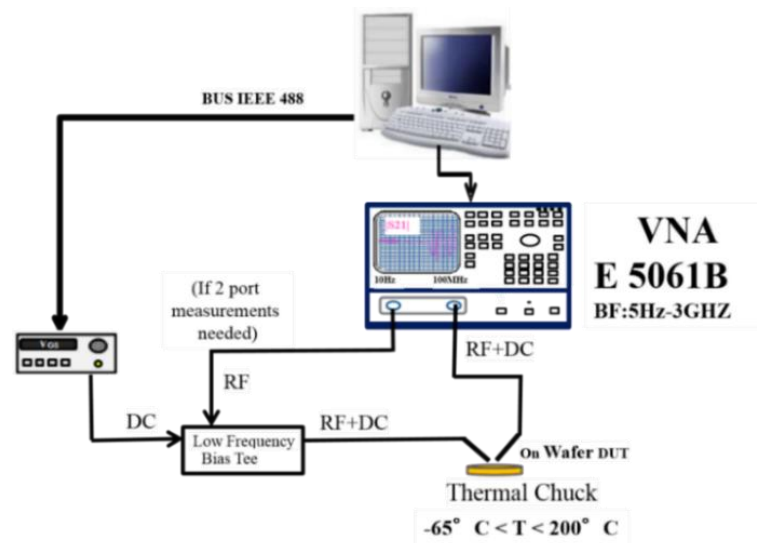 BUS IEEE 488
|S21|
10Hz
100MHz
VNA
E 5061B
BF:5Hz-3GHZ
(If 2 port
measurements
needed)
VGS
RF+DC
RF
DC
RF+DC
Low Frequency
Bias Tee
On Wafer DUT
Thermal Chuck
-65° C < T < 200° C